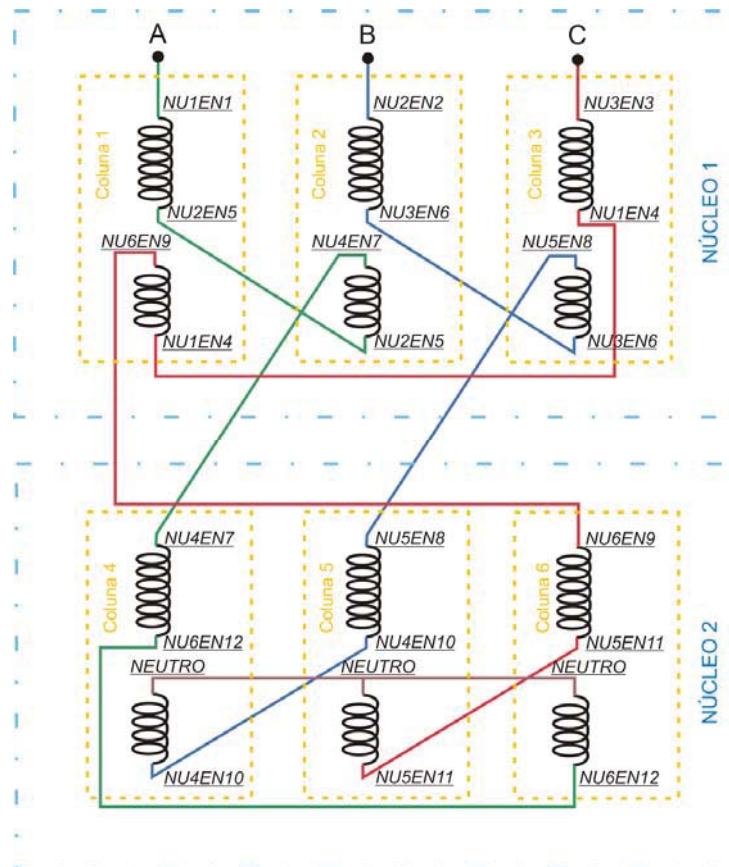 A B C
NU1EN1 NU2EN2 NU3EN3
Coluna 1 Coluna 2 Coluna 3
NU2EN5 NU3EN6 NU1EN4
NU6EN9 NU4EN7 NU5EN8
NU1EN4 NU2EN5 NU3EN6
NÚCLEO 1
NU4EN7 NU5EN8 NU6EN9
Coluna 4 Coluna 5 Coluna 6
NU6EN12 NU4EN10 NU5EN11
NEUTRO NEUTRO NEUTRO
NU4EN10 NU5EN11 NU6EN12
NÚCLEO 2